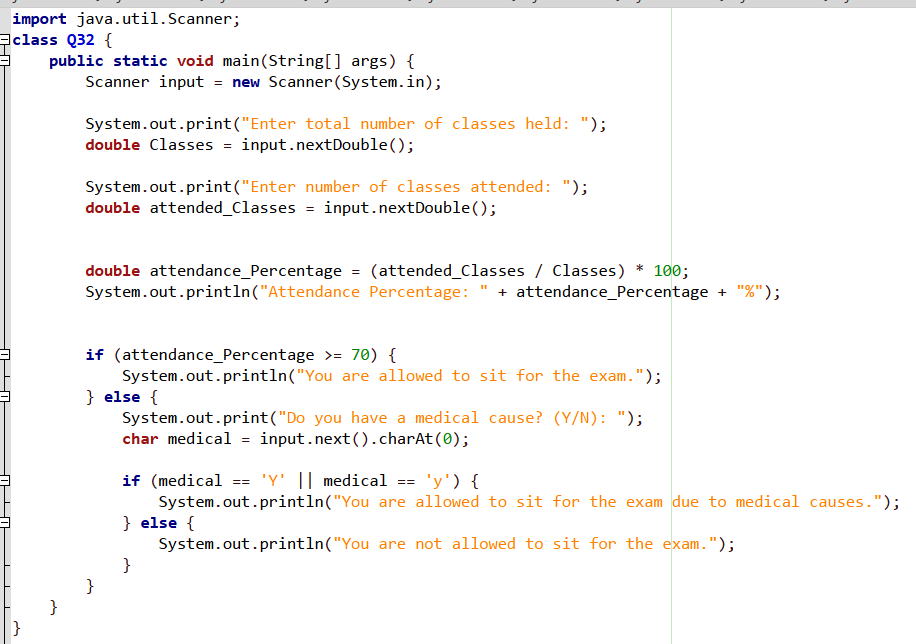 import java.util.Scanner;
class Q32 {
    public static void main(String[] args) {
        Scanner input = new Scanner(System.in);

        System.out.print("Enter total number of classes held: ");
        double Classes = input.nextDouble();

        System.out.print("Enter number of classes attended: ");
        double attended_Classes = input.nextDouble();


        double attendance_Percentage = (attended_Classes / Classes) * 100;
        System.out.println("Attendance Percentage: " + attendance_Percentage + "%");


        if (attendance_Percentage >= 70) {
            System.out.println("You are allowed to sit for the exam.");
        } else {
            System.out.print("Do you have a medical cause? (Y/N): ");
            char medical = input.next().charAt(0);

            if (medical == 'Y' || medical == 'y') {
                System.out.println("You are allowed to sit for the exam due to medical causes.");
            } else {
                System.out.println("You are not allowed to sit for the exam.");
            }
        }
    }
}